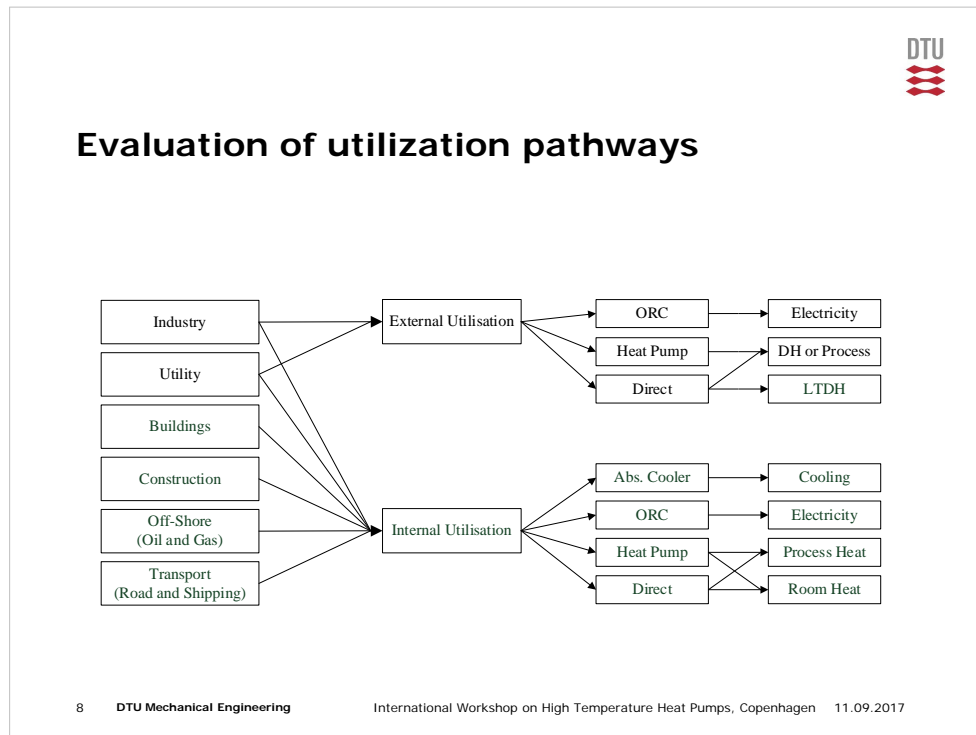 DTU
Evaluation of utilization pathways
Industry
Utility
Buildings
Construction
Off-Shore
(Oil and Gas)
Transport
(Road and Shipping)
External Utilisation
Internal Utilisation
ORC
Electricity
Heat Pump
DH or Process
Direct
LTDH
Abs. Cooler
Cooling
ORC
Electricity
Heat Pump
Process Heat
Direct
Room Heat
8 DTU Mechanical Engineering International Workshop on High Temperature Heat Pumps, Copenhagen 11.09.2017